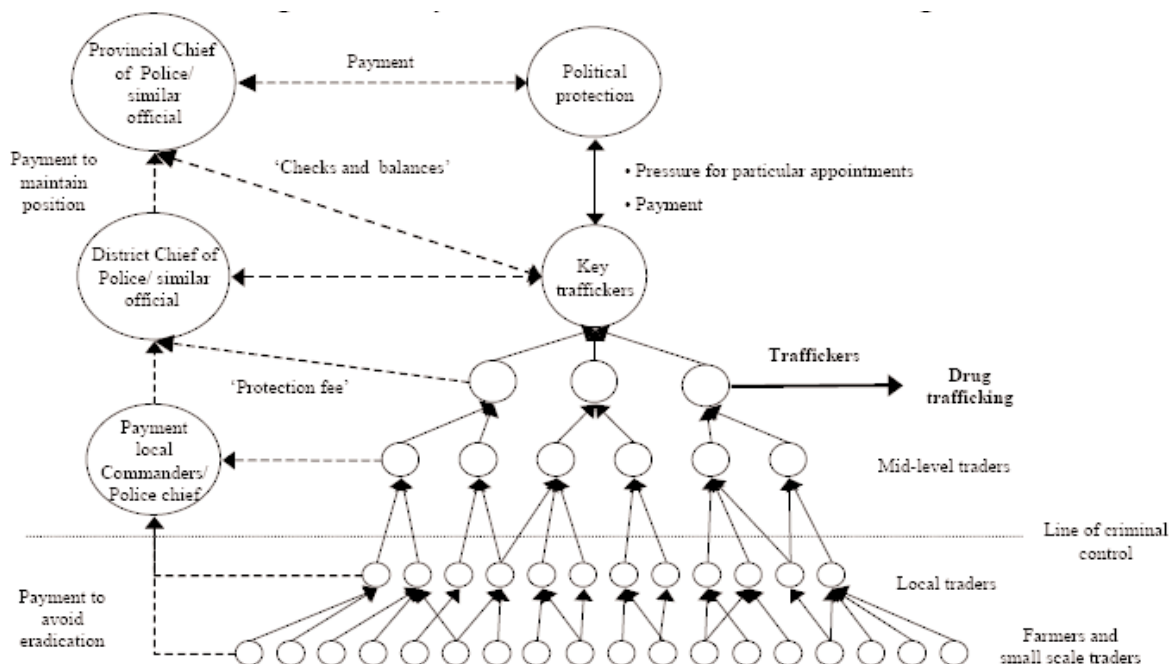 Provincial Chief
of Police/
similar
official
Payment
Political
protection
Payment to
maintain
position
'Checks and balances'
• Pressure for particular appointments
• Payment
District Chief of
Police/ similar
official
Key
traffickers
Traffickers
Drug
trafficking
'Protection fee'
Payment
local
Commanders/
Police chief
Mid-level traders
Line of criminal
control
Local traders
Payment to
avoid
eradication
Farmers and
small scale traders